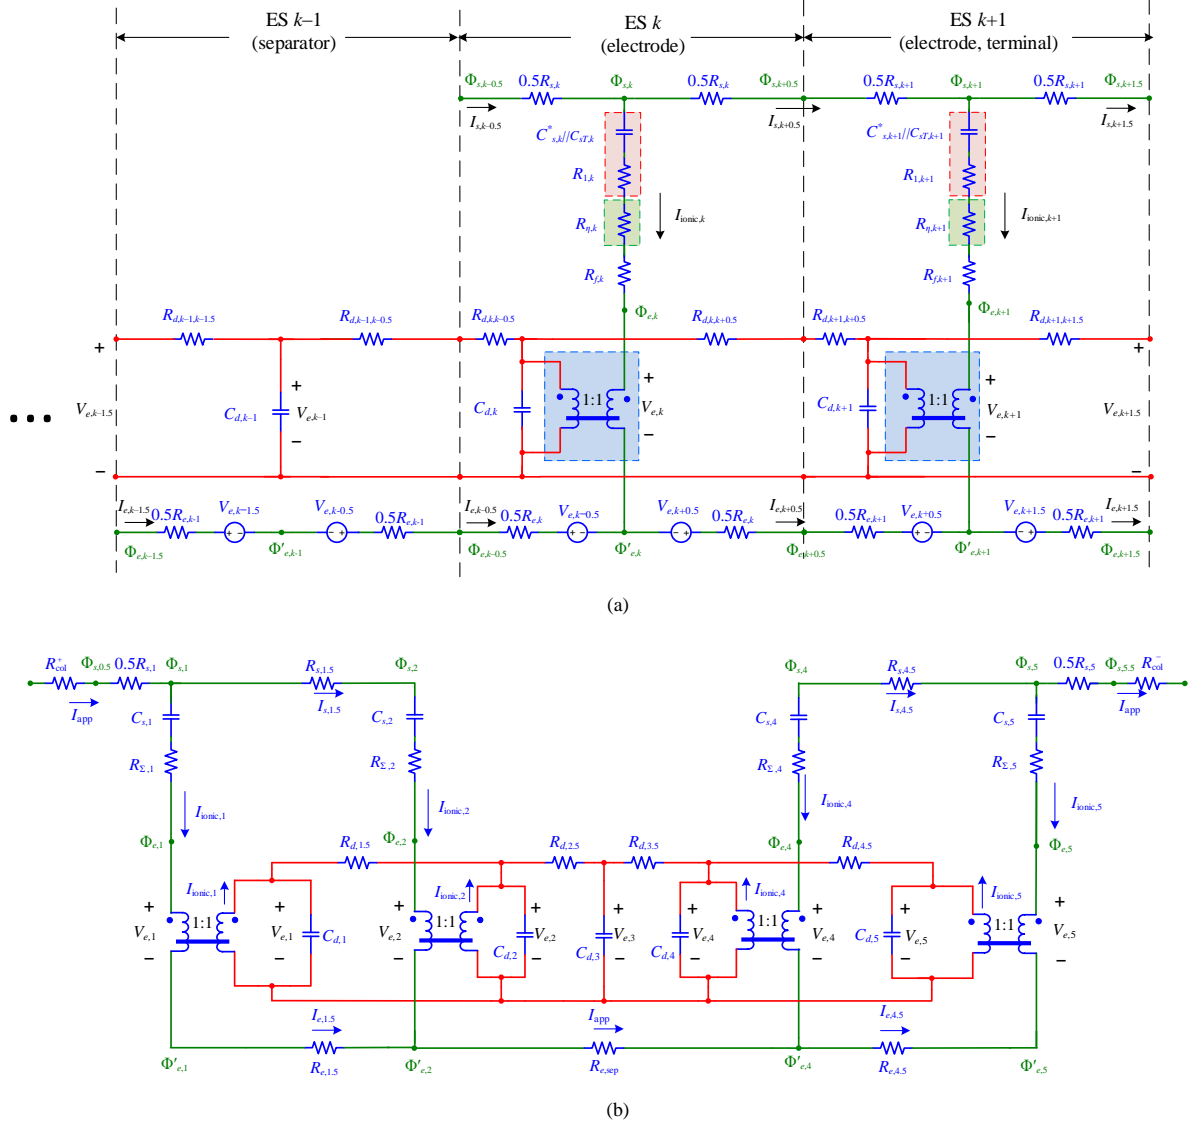 ES k–1
(separator)
ES k
(electrode)
ES k+1
(electrode, terminal)
Φs,k−0.5
0.5Rs,k
Φs,k
0.5Rs,k
Φs,k+0.5
0.5Rs,k+1
Φs,k+1
0.5Rs,k+1
Φs,k+1.5
Is,k−0.5
Is,k+0.5
Is,k+1.5
C*s,k//CsT,k
C*s,k+1//CsT,k+1
R1,k
R1,k+1
Iionic,k
Iionic,k+1
Rη,k
Rη,k+1
Rf,k
Rf,k+1
Φe,k
Φe,k+1
Rd,k−1,k−1.5
Rd,k−1,k−0.5
Rd,k,k−0.5
Rd,k,k+0.5
Rd,k+1,k+0.5
Rd,k+1,k+1.5
+ + + + +
Ve,k−1.5
Cd,k−1
Ve,k−1
Cd,k
1:1
Ve,k
Cd,k+1
1:1
Ve,k+1
Ve,k+1.5
− − − − −
Ie,k−1.5
0.5Re,k-1
Ve,k−1.5
Ve,k-0.5
0.5Re,k-1
Ie,k-0.5
0.5Re,k
Ve,k−0.5
Ve,k+0.5
0.5Re,k
Ie,k+0.5
0.5Re,k+1
Ve,k+0.5
Ve,k+1.5
0.5Re,k+1
Ie,k+1.5
Φe,k−1.5
Φ′e,k-1
Φe,k−0.5
Φ′e,k
Φe,k+0.5
Φ′e,k+1
Φe,k+1.5
(a)
R+col
Φs,0.5
0.5Rs,1
Φs,1
Rs,1.5
Φs,2
Φs,4
Rs,4.5
Φs,5
0.5Rs,5
Φs,5.5
R−col
Iapp
Is,1.5
Is,4.5
Iapp
Cs,1
Cs,2
Cs,4
Cs,5
RΣ,1
RΣ,2
RΣ,4
RΣ,5
Iionic,1
Iionic,2
Iionic,4
Iionic,5
Φe,1
Rd,1.5
Φe,2
Rd,2.5
Rd,3.5
Φe,4
Rd,4.5
Φe,5
Iionic,1
Iionic,2
Iionic,4
Iionic,5
+ + + + + + + + +
Ve,1
1:1
Ve,1
Cd,1
Ve,2
1:1
Cd,2
Ve,2
Cd,3
Ve,3
Cd,4
Ve,4
1:1
Ve,4
Cd,5
Ve,5
1:1
Ve,5
− − − − − − − − −
Ie,1.5
Iapp
Ie,4.5
Φ′e,1
Re,1.5
Φ′e,2
Re,sep
Φ′e,4
Re,4.5
Φ′e,5
(b)